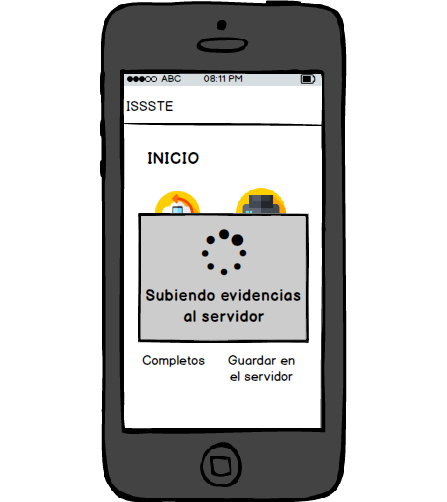 ABC 08:11 PM
ISSSTE
INICIO
Subiendo evidencias
al servidor
Completos
Guardar en
el servidor